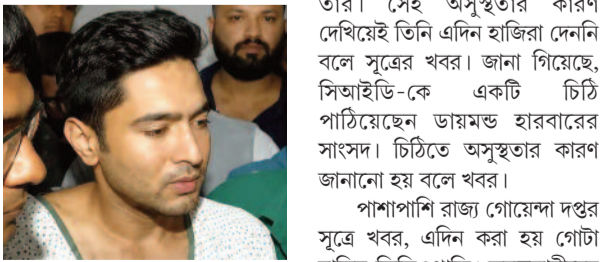 তাঁর। সেই অসুস্থতার কারণ
দেখিয়েই তিনি এদিন হাজিরা দেননি
বলে সূত্রের খবর। জানা গিয়েছে,
সিআইডি-কে একটি চিঠি
পাঠিয়েছেন ডায়মন্ড হারবারের
সাংসদ। চিঠিতে অসুস্থতার কারণ
জানানো হয় বলে খবর।
পাশাপাশি রাজ্য গোয়েন্দা দপ্তর
সূত্রে খবর, এদিন করা হয় গোটা